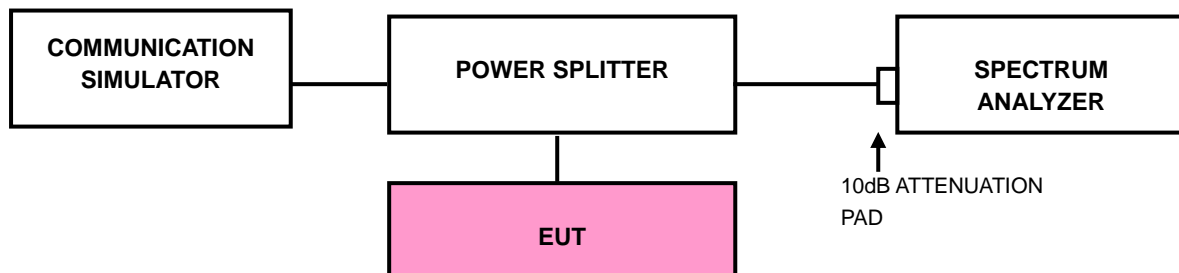 COMMUNICATION
SIMULATOR
POWER SPLITTER
SPECTRUM
ANALYZER
10dB ATTENUATION
PAD
EUT